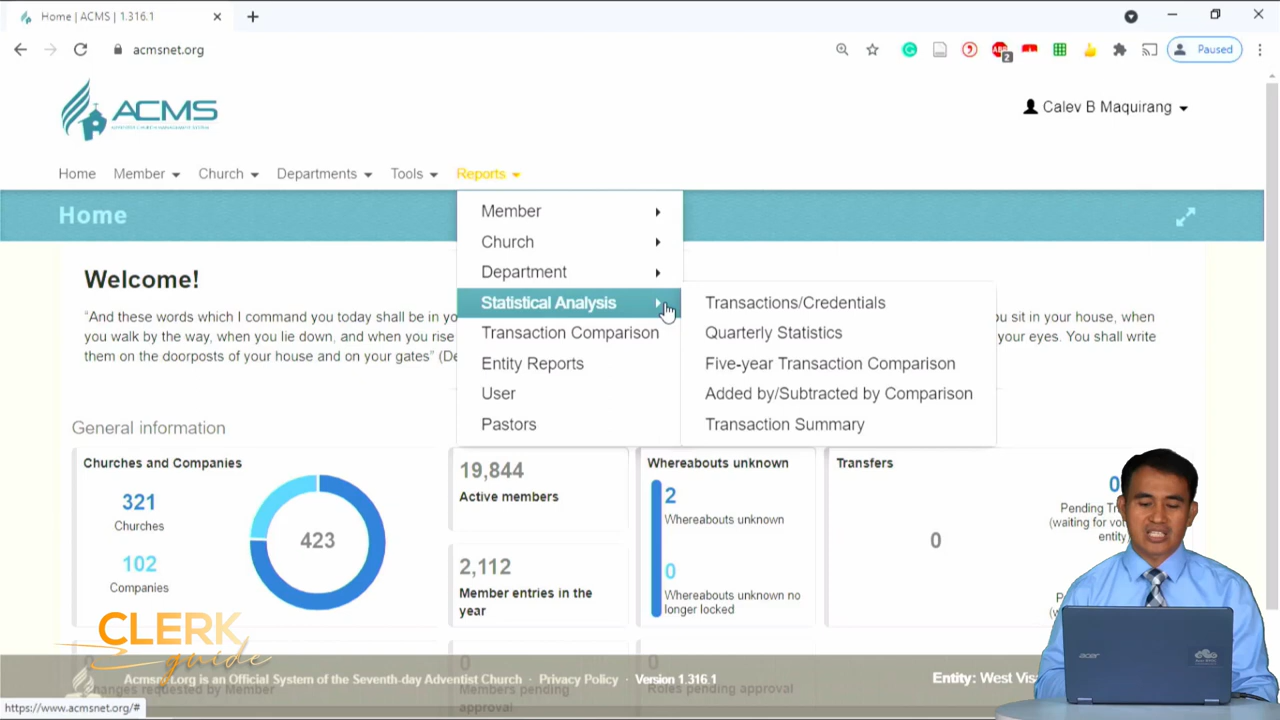 Home | ACMS | 1.316.1
acmsnet.org
2
Paused
ACMS
Calev B Maquirang
Home Member Church Departments Tools Reports
Home
Member
Church
Department
Statistical Analysis
Transaction Comparison
Entity Reports
User
Pastors
Transactions/Credentials
Quarterly Statistics
Five-year Transaction Comparison
Added by/Subtracted by Comparison
Transaction Summary
Welcome!
“And these words which I command you today shall be in yo
u sit in your house, when
you walk by the way, when you lie down, and when you rise
your eyes. You shall write
them on the doorposts of your house and on your gates” (De
General information
Churches and Companies
321
Churches
102
Companies
423
19,844
Active members
2,112
Member entries in the
year
Whereabouts unknown
2
Whereabouts unknown
0
Whereabouts unknown no
longer locked
Transfers
0
0
Pending Tr
(waiting for vot
entity
CLERK
guide
0
0
0
Changes requested by Member
Members pending
approval
Roles pending approval
Acmsnet.org is an Official System of the Seventh-day Adventist Church · Privacy Policy · Version 1.316.1
Entity: West Vis
https://www.acmsnet.org/#
acer